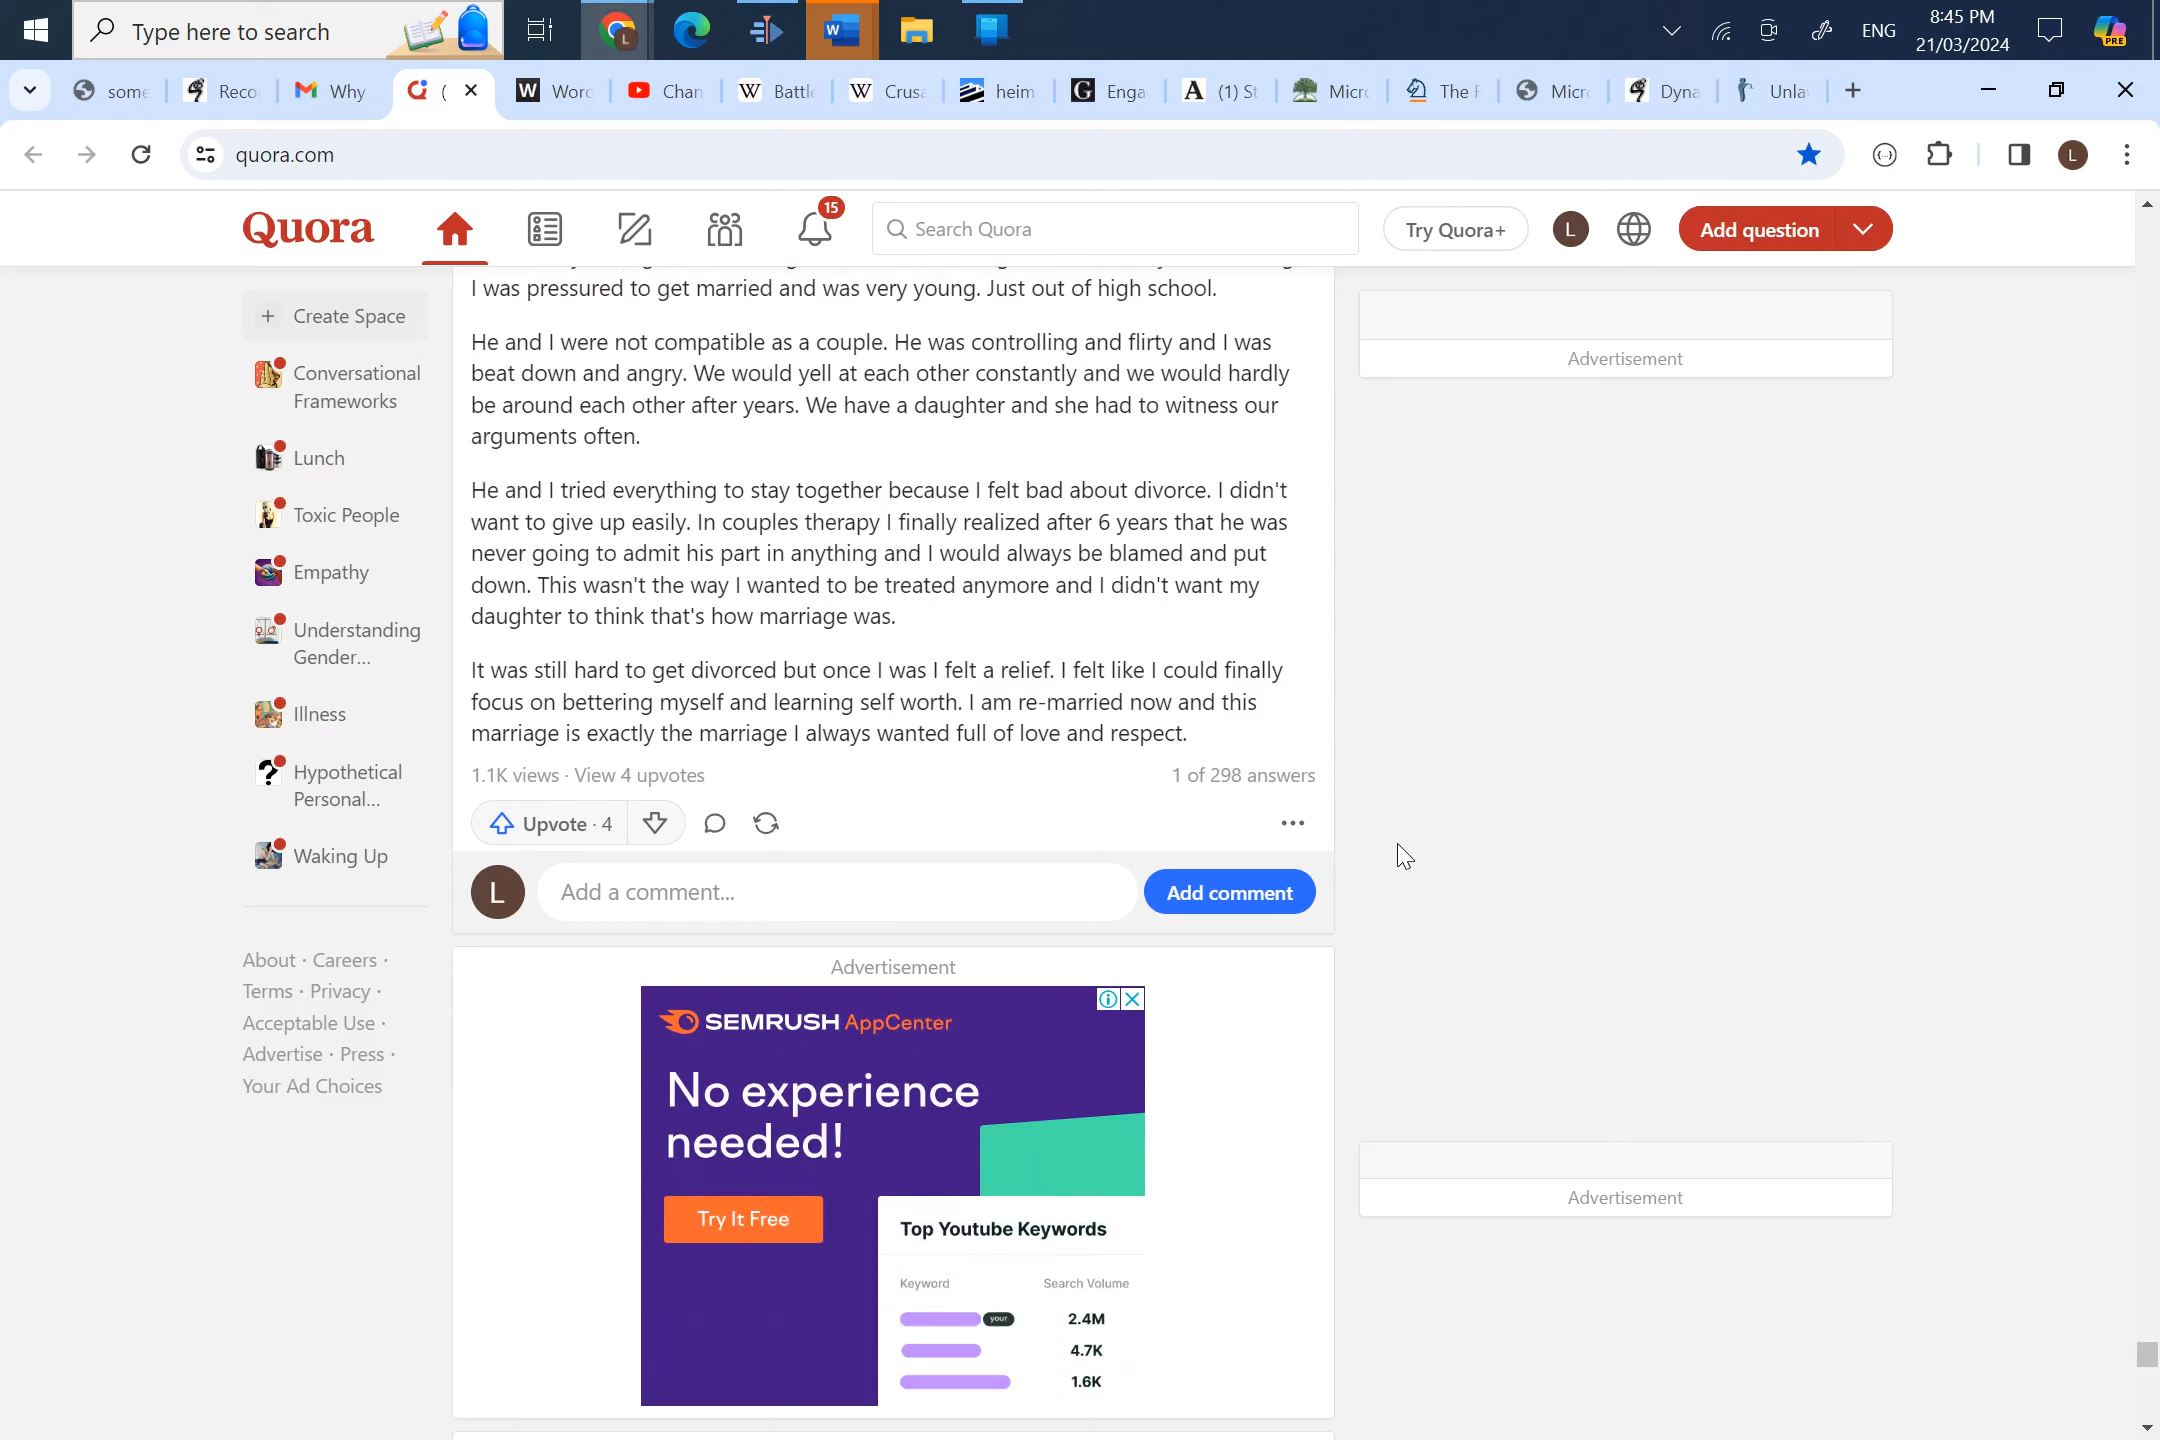 Type here to search
ENG
8:45 PM
21/03/2024
PRE
some
Reco
Why
(
Word
Chan
Battle
Crusa
heim
Enga
(1) St
Micro
The F
Micro
Dyna
Unla
quora.com
L
Quora
15
Search Quora
Try Quora+
L
Add question
Create Space
Conversational
Frameworks
Lunch
Toxic People
Empathy
Understanding
Gender...
Illness
Hypothetical
Personal...
Waking Up
About · Careers ·
Terms · Privacy ·
Acceptable Use ·
Advertise · Press ·
Your Ad Choices
I was pressured to get married and was very young. Just out of high school.
He and I were not compatible as a couple. He was controlling and flirty and I was
beat down and angry. We would yell at each other constantly and we would hardly
be around each other after years. We have a daughter and she had to witness our
arguments often.
He and I tried everything to stay together because I felt bad about divorce. I didn't
want to give up easily. In couples therapy I finally realized after 6 years that he was
never going to admit his part in anything and I would always be blamed and put
down. This wasn't the way I wanted to be treated anymore and I didn't want my
daughter to think that's how marriage was.
It was still hard to get divorced but once I was I felt a relief. I felt like I could finally
focus on bettering myself and learning self worth. I am re-married now and this
marriage is exactly the marriage I always wanted full of love and respect.
1.1K views · View 4 upvotes
1 of 298 answers
Upvote · 4
L
Add a comment...
Add comment
Advertisement
SEMRUSH AppCenter
No experience
needed!
Try It Free
Top Youtube Keywords
Keyword
Search Volume
your
2.4M
4.7K
1.6K
Advertisement
Advertisement